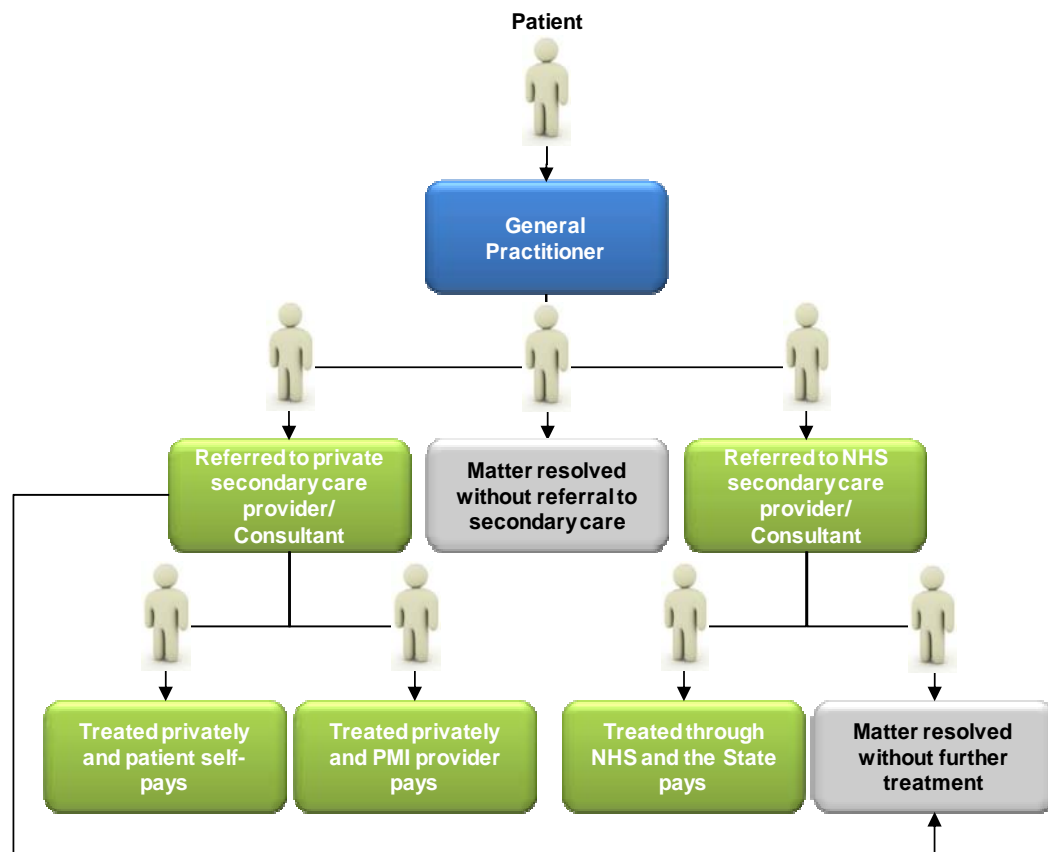 Patient
General
Practitioner
Referred to private
secondary care
provider/
Consultant
Matter resolved
without referral to
secondary care
Referred to NHS
secondary care
provider/
Consultant
Treated privately
and patient self-
pays
Treated privately
and PMI provider
pays
Treated through
NHS and the State
pays
Matter resolved
without further
treatment